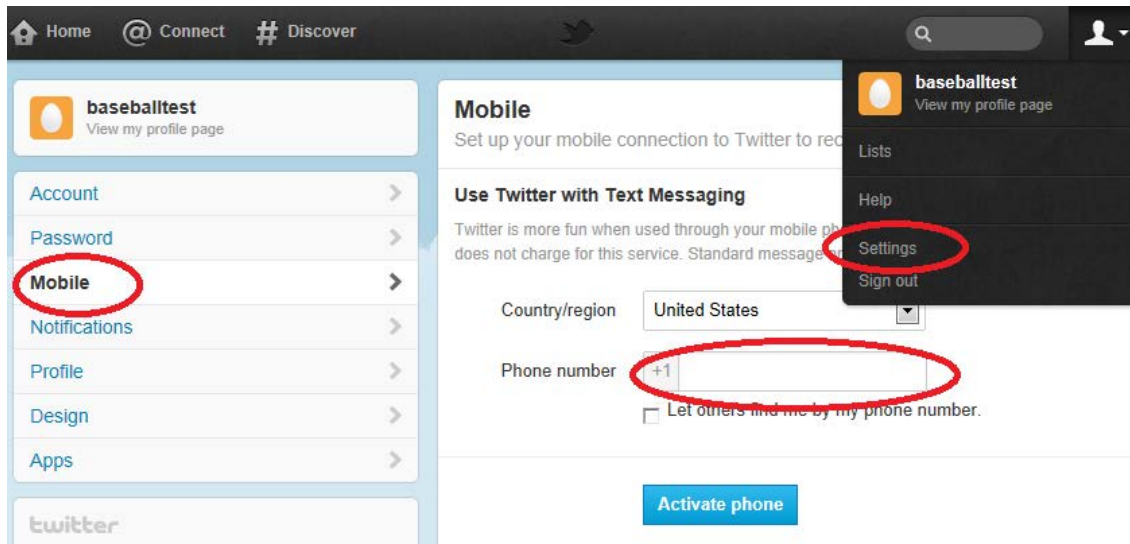 Home @ Connect # Discover
baseballtest
View my profile page
Account
Password
Mobile
Notifications
Profile
Design
Apps
twitter
Mobile
Set up your mobile connection to Twitter to rec
Use Twitter with Text Messaging
Twitter is more fun when used through your mobile ph
does not charge for this service. Standard message
Country/region United States
Phone number +1
Let others find me by my phone number.
Activate phone
baseballtest
View my profile page
Lists
Help
Settings
Sign out